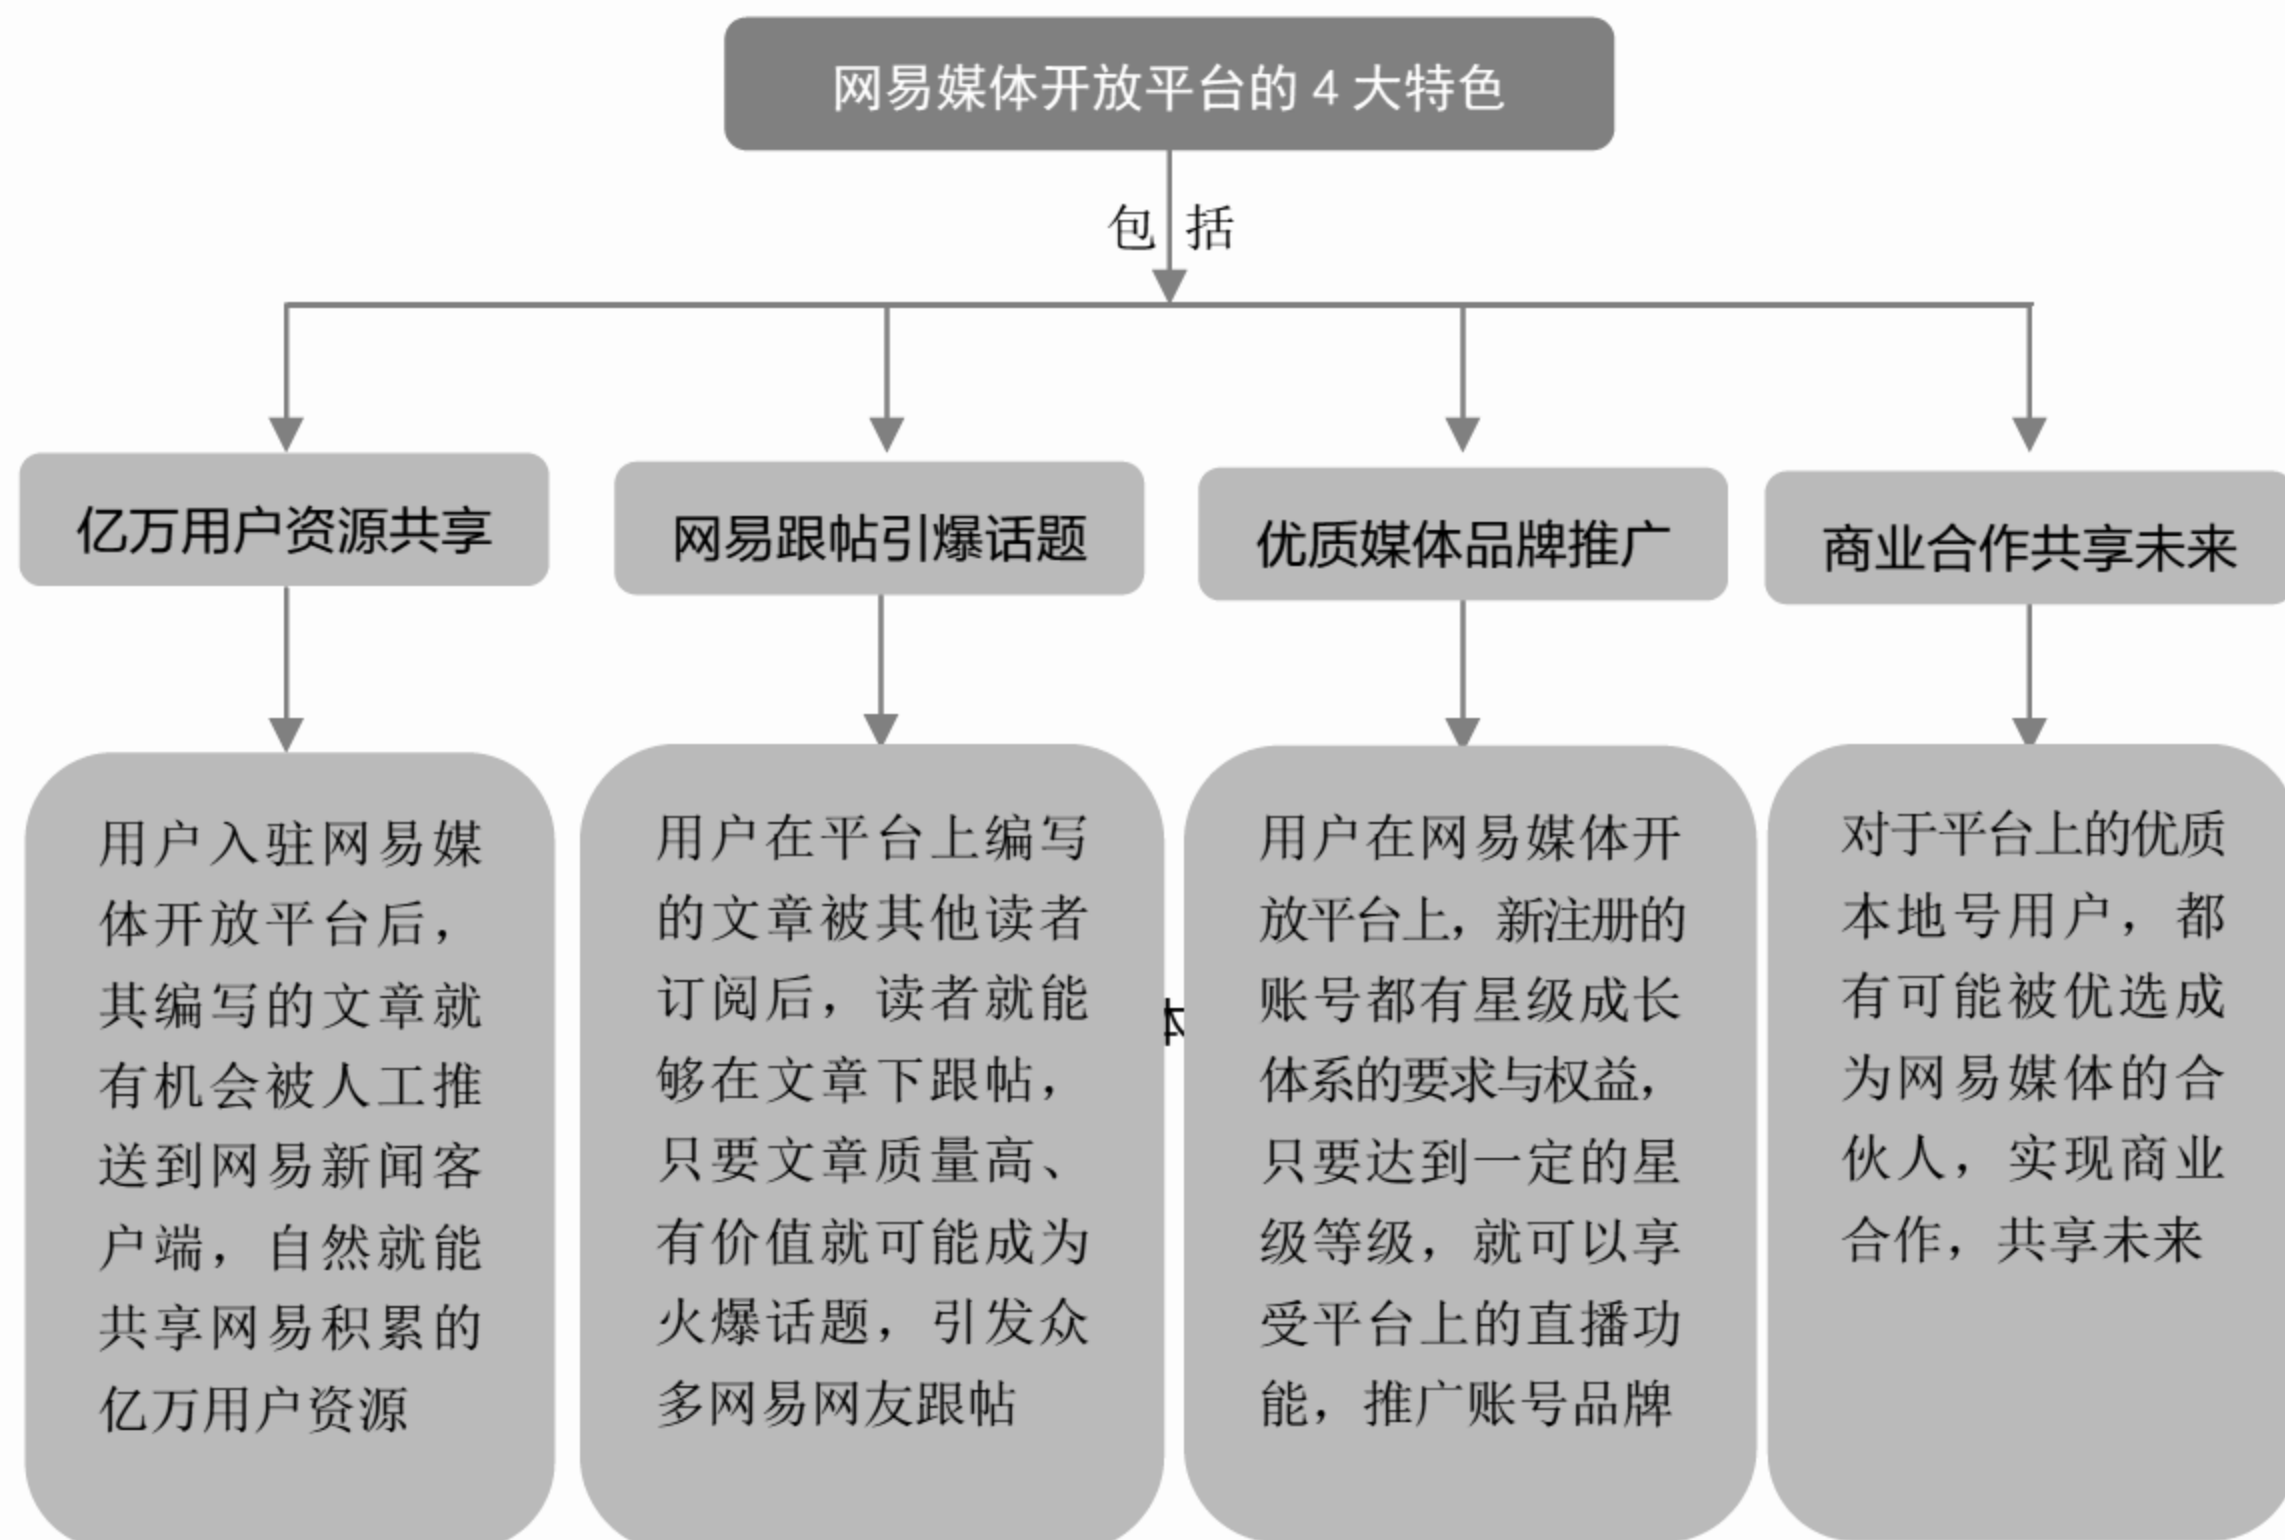 网易媒体开放平台的 4 大特色
包 括
亿万用户资源共享
网易跟帖引爆话题
优质媒体品牌推广
商业合作共享未来
用户入驻网易媒
体开放平台后，
其编写的文章就
有机会被人工推
送到网易新闻客
户端，自然就能
共享网易积累的
亿万用户资源
用户在平台上编写
的文章被其他读者
订阅后，读者就能
够在文章下跟帖，
只要文章质量高、
有价值就可能成为
火爆话题，引发众
多网易网友跟帖
用户在网易媒体开
放平台上，新注册的
账号都有星级成长
体系的要求与权益，
只要达到一定的星
级等级，就可以享
受平台上的直播功
能，推广账号品牌
对于平台上的优质
本地号用户，都
有可能被优选成
为网易媒体的合
伙人，实现商业
合作，共享未来